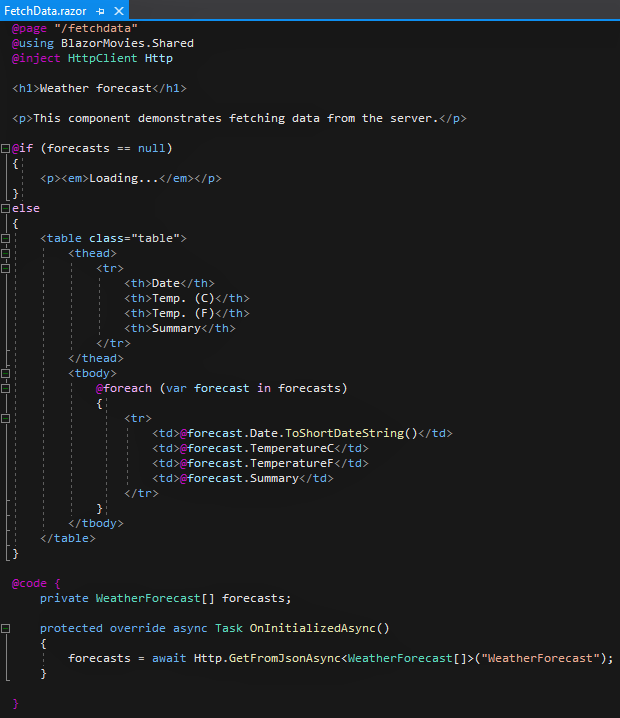 FetchData.razor
@page "/fetchdata"
@using BlazorMovies.Shared
@inject HttpClient Http
<h1>Weather forecast</h1>
<p>This component demonstrates fetching data from the server.</p>
@if (forecasts == null)
{
    <p><em>Loading...</em></p>
}
else
{
    <table class="table">
        <thead>
            <tr>
                <th>Date</th>
                <th>Temp. (C)</th>
                <th>Temp. (F)</th>
                <th>Summary</th>
            </tr>
        </thead>
        <tbody>
            @foreach (var forecast in forecasts)
            {
                <tr>
                    <td>@forecast.Date.ToShortDateString()</td>
                    <td>@forecast.TemperatureC</td>
                    <td>@forecast.TemperatureF</td>
                    <td>@forecast.Summary</td>
                </tr>
            }
        </tbody>
    </table>
}
@code {
    private WeatherForecast[] forecasts;
    protected override async Task OnInitializedAsync()
    {
        forecasts = await Http.GetFromJsonAsync<WeatherForecast[]>("WeatherForecast");
    }
}